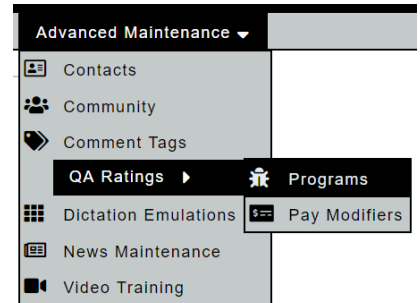 Advanced Maintenance
Contacts
Community
Comment Tags
QA Ratings
Programs
Dictation Emulations
Pay Modifiers
News Maintenance
Video Training